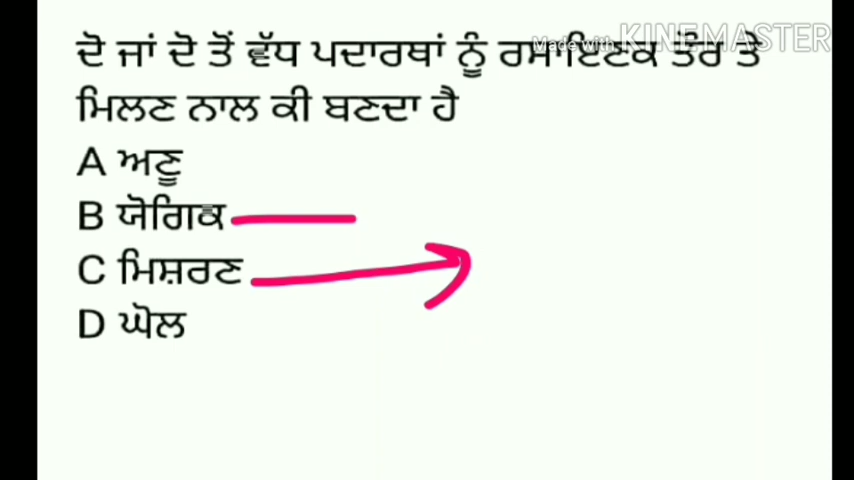 Made with KINEMASTER
ਦੋ ਜਾਂ ਦੋ ਤੋਂ ਵੱਧ ਪਦਾਰਥਾਂ ਨੂੰ ਰਸਾਇਣਕ ਤੌਰ ਤੇ
ਮਿਲਣ ਨਾਲ ਕੀ ਬਣਦਾ ਹੈ
A ਅਣੂ
B ਯੋਗਿਕ
C ਮਿਸ਼ਰਣ
D ਘੋਲ